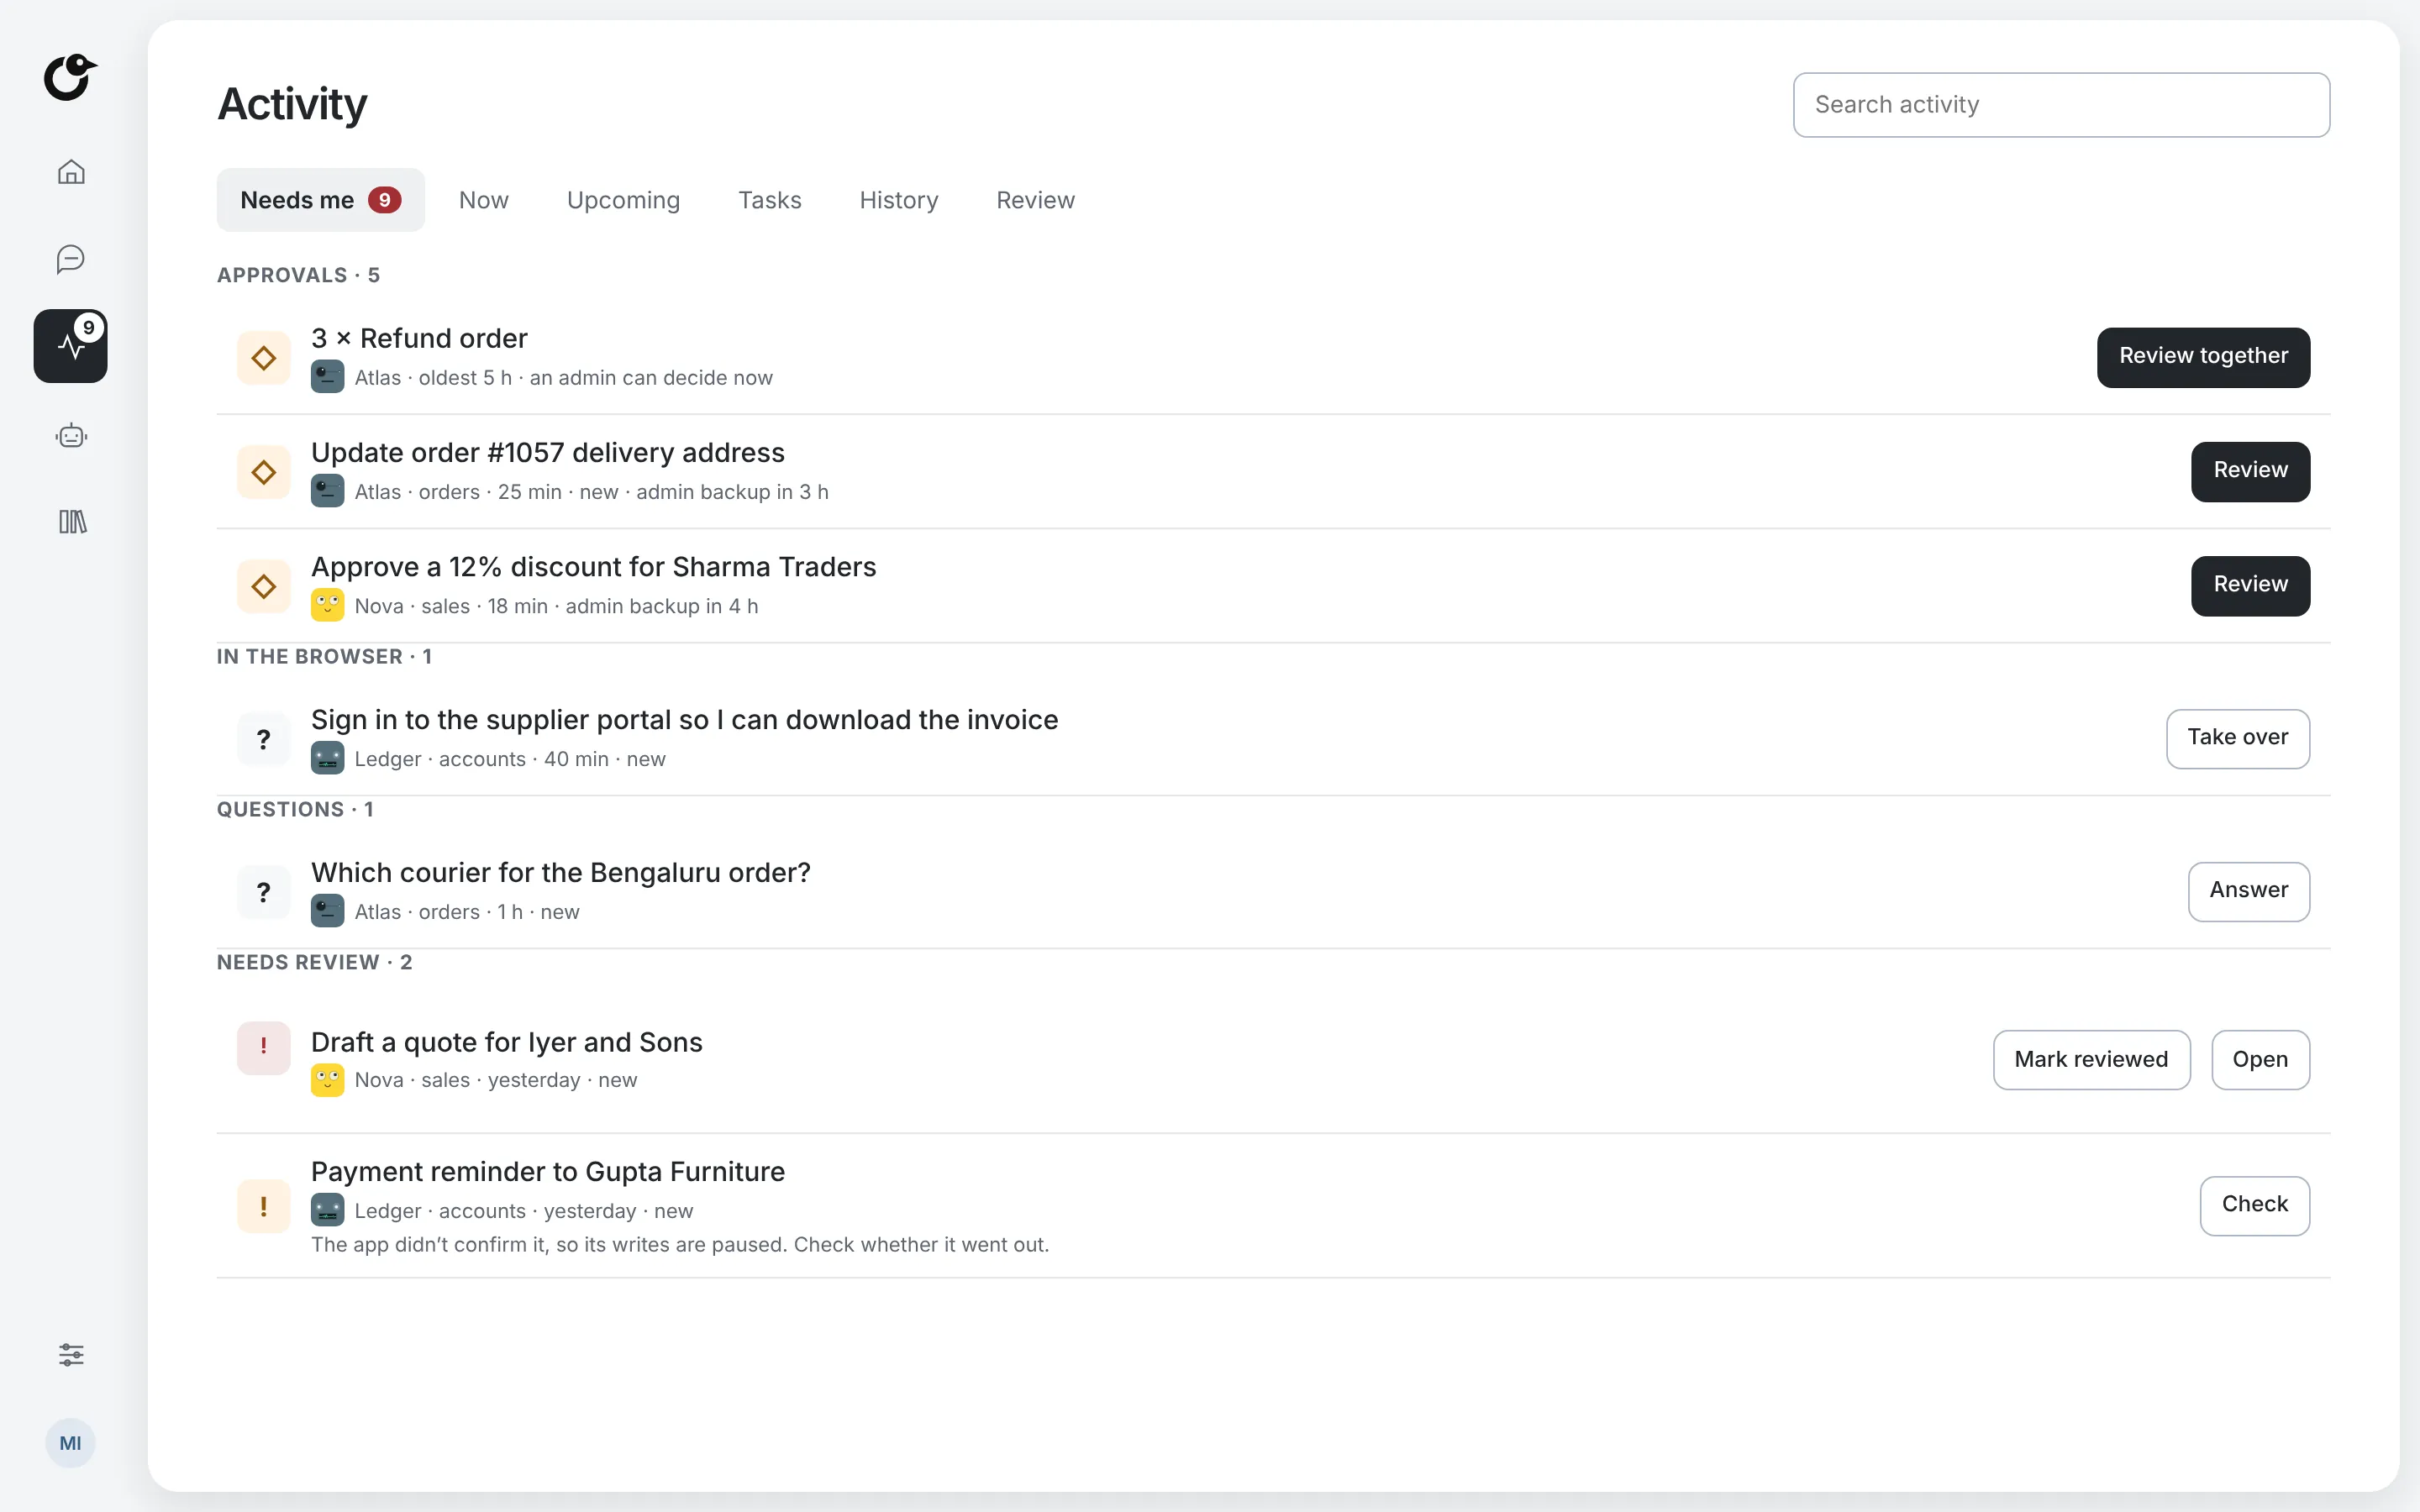 Activity
Search activity
Needs me 9
Now
Upcoming
Tasks
History
Review
9
APPROVALS · 5
3 × Refund order
Atlas · oldest 5 h · an admin can decide now
Review together
Update order #1057 delivery address
Atlas · orders · 25 min · new · admin backup in 3 h
Review
Approve a 12% discount for Sharma Traders
Nova · sales · 18 min · admin backup in 4 h
Review
IN THE BROWSER · 1
?
Sign in to the supplier portal so I can download the invoice
Ledger · accounts · 40 min · new
Take over
QUESTIONS · 1
?
Which courier for the Bengaluru order?
Atlas · orders · 1 h · new
Answer
NEEDS REVIEW · 2
!
Draft a quote for Iyer and Sons
Nova · sales · yesterday · new
Mark reviewed
Open
!
Payment reminder to Gupta Furniture
Ledger · accounts · yesterday · new
The app didn’t confirm it, so its writes are paused. Check whether it went out.
Check
MI